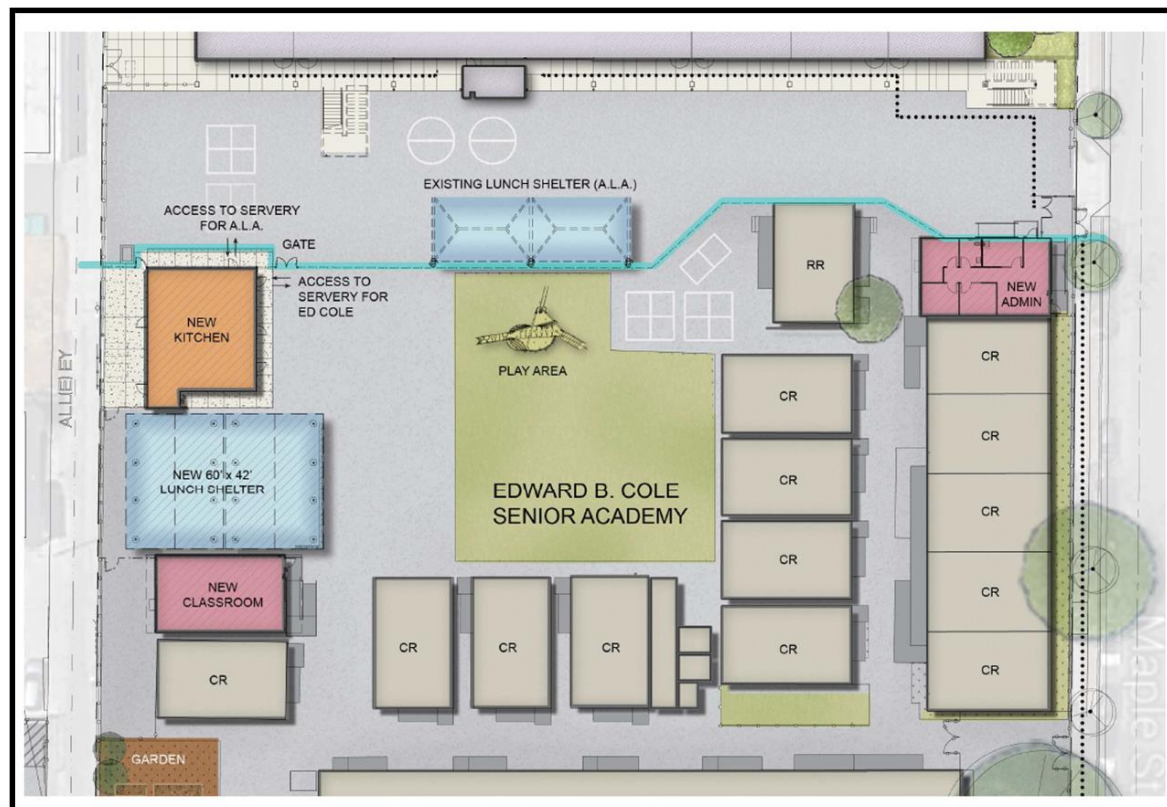 EXISTING LUNCH SHELTER (A.L.A.)
ACCESS TO
SERVERY
FOR A.L.A.
GATE
ACCESS TO
SERVERY FOR
ED COLE
RR
NEW
ADMIN
NEW
KITCHEN
PLAY AREA
CR
CR
CR
CR
CR
CR
CR
CR
CR
ALL(E) EY
NEW 60' x 42'
LUNCH SHELTER
EDWARD B. COLE
SENIOR ACADEMY
NEW
CLASSROOM
CR
CR
CR
CR
GARDEN
Maple St